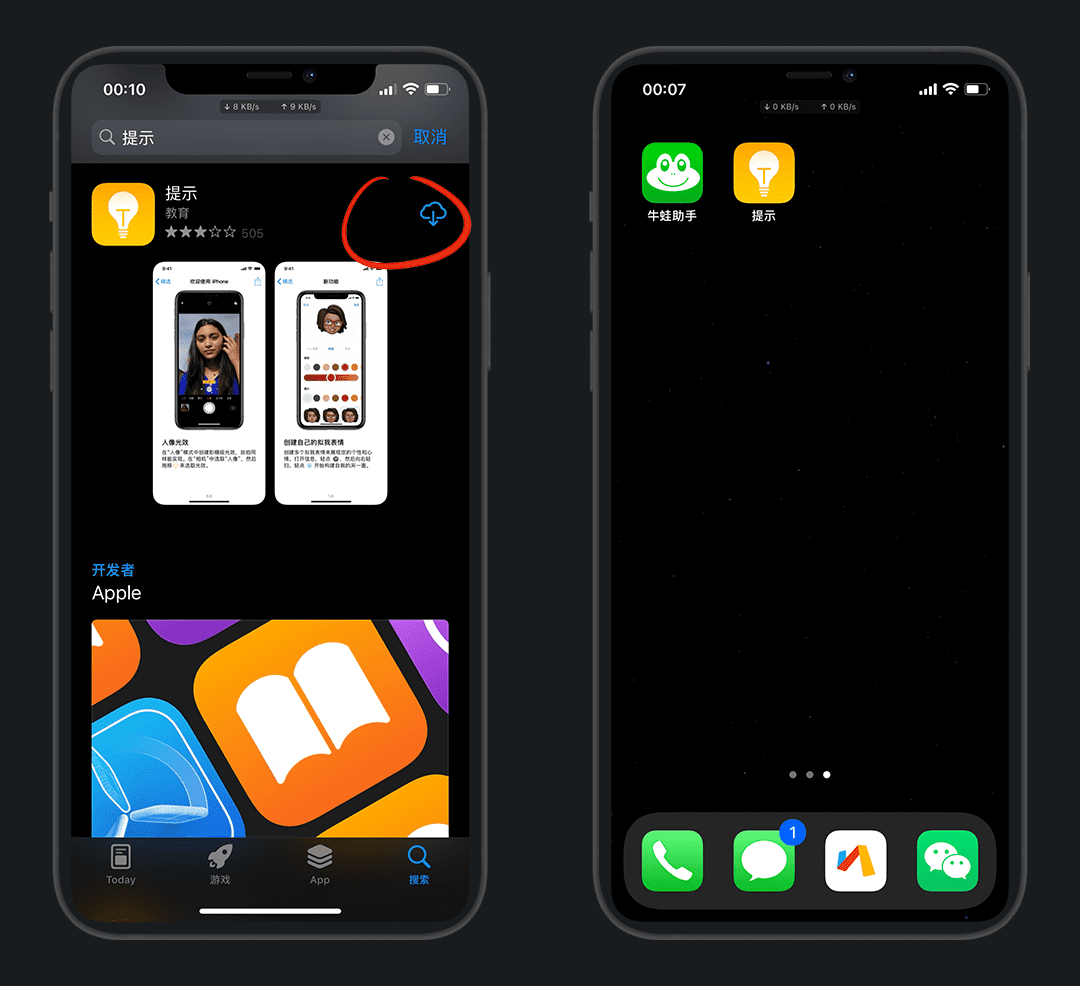 00:10
↓ 8 KB/s ↑ 9 KB/s
提示
取消
提示
教育
505
9:41
精选 欢迎使用 iPhone
人像光效
在“人像”模式中创建影棚级光效。自拍同
样能实现。在“相机”中选取“人像”，然后
拖移 来选取光效。
9:41
精选 新功能
创建自己的拟我表情
创建多个拟我表情来展现您的个性和心
情。打开信息，轻点 ，然后向右
扫。轻点 开始构建自我的另一面。
开发者
Apple
Today
游戏
App
搜索
00:07
↓ 0 KB/s ↑ 0 KB/s
牛蛙助手
T
提示
1